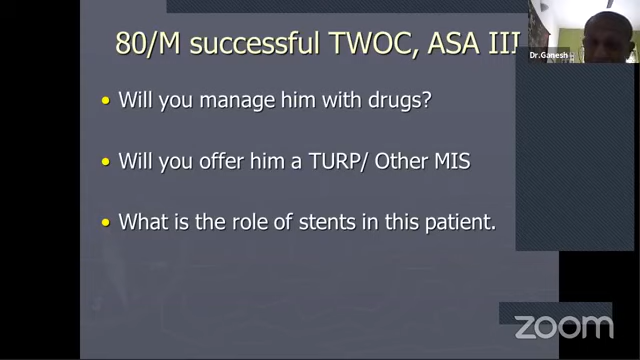 80/M successful TWOC, ASA III
Dr.Ganesh
• Will you manage him with drugs?
• Will you offer him a TURP/ Other MIS
• What is the role of stents in this patient.
zoom